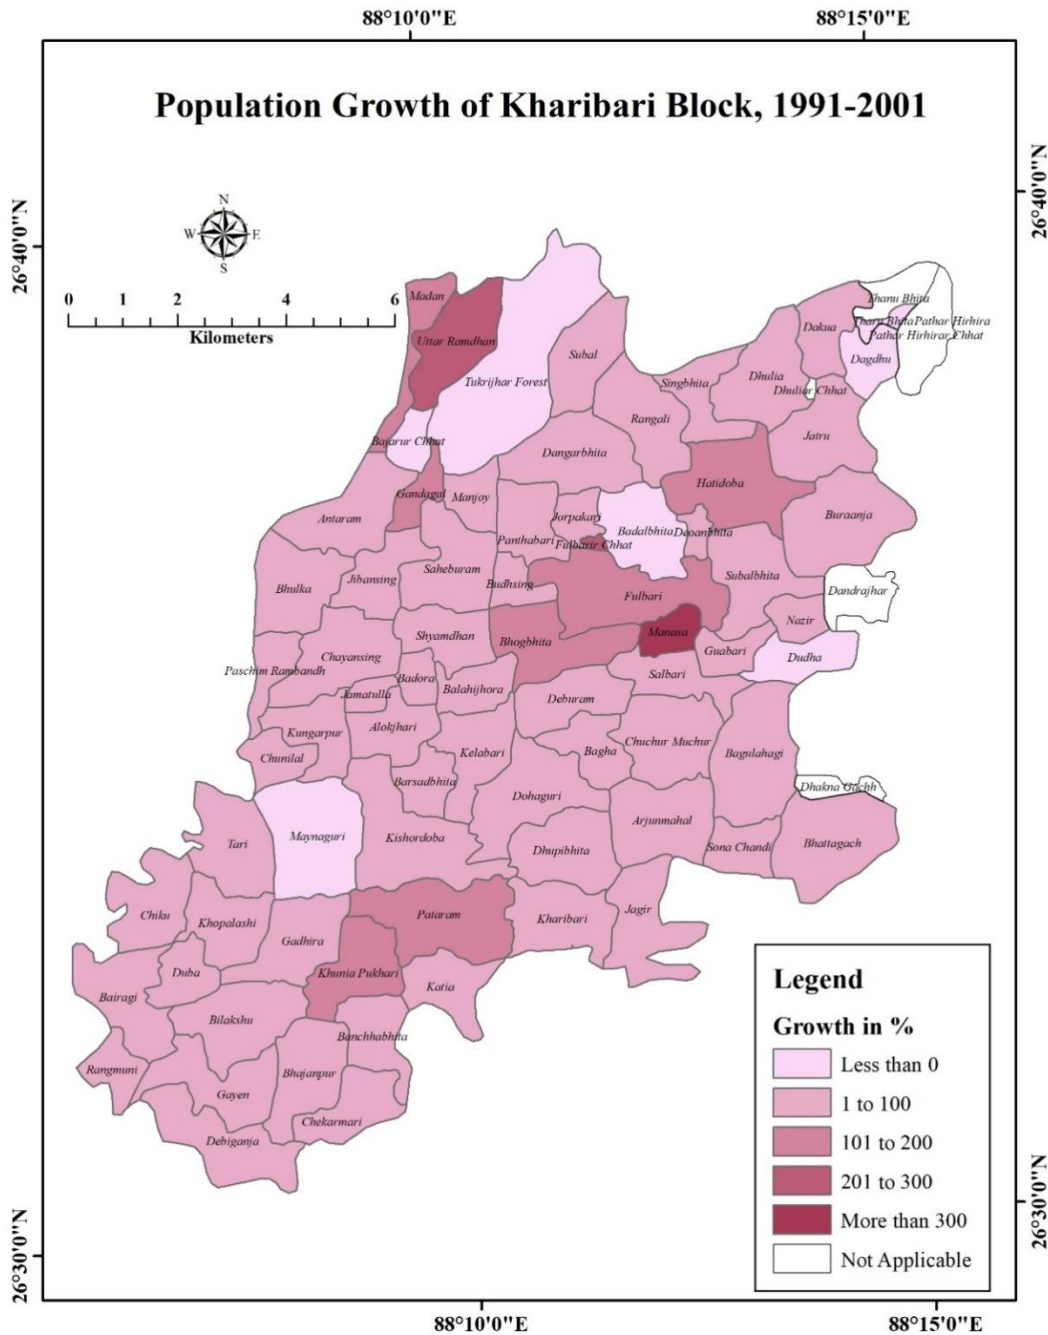 88°10'0"E
88°15'0"E
Population Growth of Kharibari Block, 1991-2001
26°40'0"N
26°40'0"N
N
W
E
S
0 1 2 4 6
Kilometers
Madan
Uttar Ramdhan
Tukrijhar Forest
Subal
Thanu Bhita
Tharu Bhita
Pathar Hirhira
Pathar Hirhirar Chhat
Dakua
Dagdhu
Singbhita
Dhulia
Dhuliar Chhat
Rangali
Jatru
Bajarur Chhat
Dangarbhita
Hatidoba
Gandagal
Manjoy
Antaram
Jorpakari
Badalbhita
Deoanbhita
Buraanja
Panthabari
Fulbarir Chhat
Saheburam
Jibansing
Budhsing
Subalbhita
Bhulka
Fulbari
Dandrajhar
Nazir
Shyamdhan
Bhogbhita
Manasa
Guabari
Dudha
Chayansing
Paschim Rambandh
Badora
Salbari
Jamatulla
Balahijhora
Deburam
Kungarpur
Alokjhari
Chuchur Muchur
Kelabari
Bagha
Bagulahagi
Chunilal
Barsadbhita
Dhakna Gachh
Dohaguri
Maynaguri
Kishordoba
Arjunmahal
Tari
Dhupibhita
Sona Chandi
Bhattagach
Chiku
Khopalashi
Pataram
Kharibari
Jagir
Gadhira
Duba
Khunia Pukhari
Katia
Bairagi
Bilakshu
Banchhabhita
Rangmuni
Bhajanpur
Gayen
Chekarmari
Debiganja
Legend
Growth in %
Less than 0
1 to 100
101 to 200
201 to 300
More than 300
Not Applicable
26°30'0"N
26°30'0"N
88°10'0"E
88°15'0"E